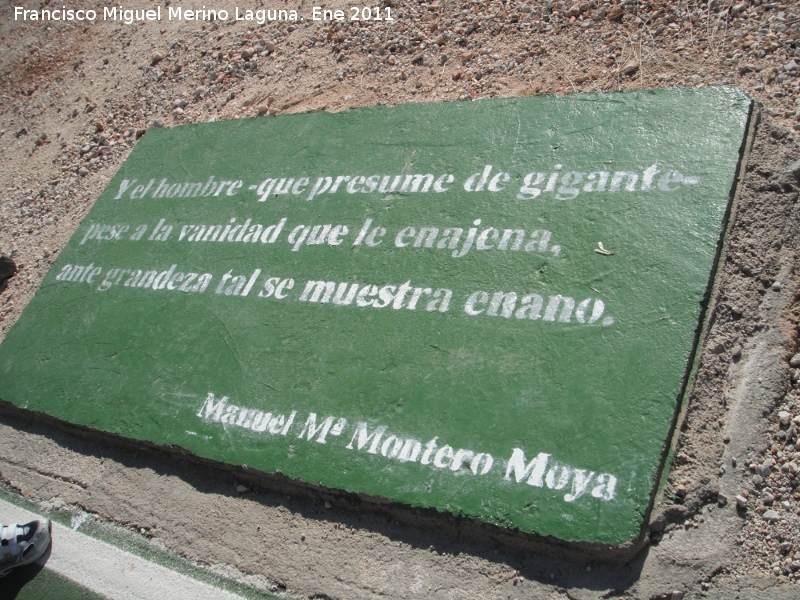 Francisco Miguel Merino Laguna. Ene 2011
Y el hombre -que presume de gigante-
pese a la vanidad que le enajena,
ante grandeza tal se muestra enano.
Manuel Mª Montero Moya